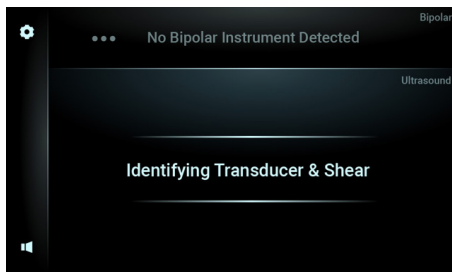 Bipolar
No Bipolar Instrument Detected
Ultrasound
Identifying Transducer & Shear